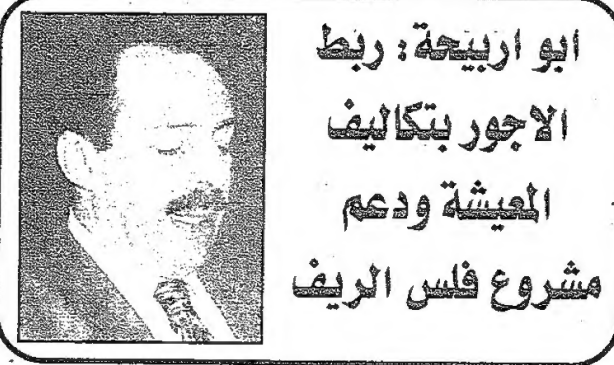 ابو اربيحة: ربط
الاجور بتكاليف
المعيشة ودعم
مشروع فلس الريف